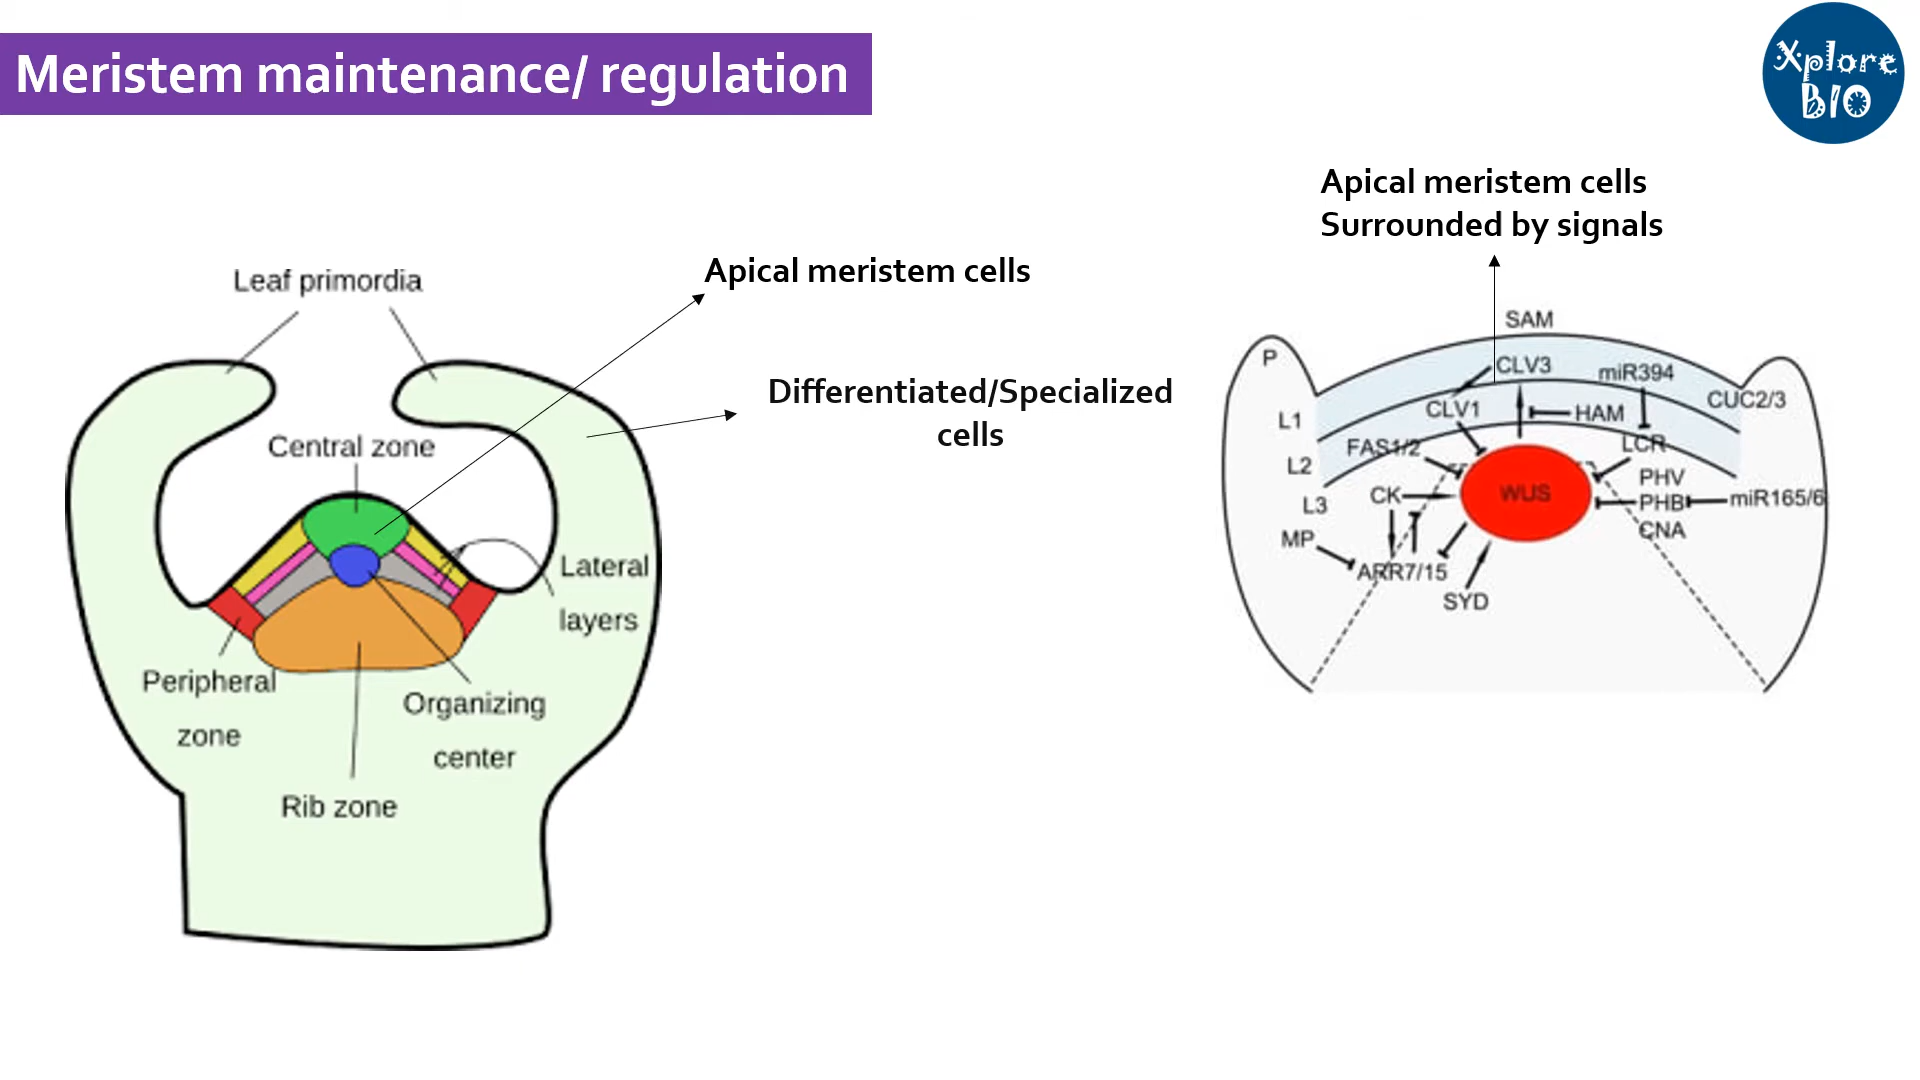 Meristem maintenance/ regulation
Xplore
BIO
Leaf primordia
Apical meristem cells
Differentiated/Specialized
cells
Central zone
Lateral
layers
Peripheral
zone
Organizing
center
Rib zone
Apical meristem cells
Surrounded by signals
SAM
P
CLV3
miR394
CUC2/3
L1
CLV1
HAM
FAS1/2
LCR
L2
PHV
CK
WUS
PHB
miR165/6
L3
CNA
MP
ARR7/15
SYD